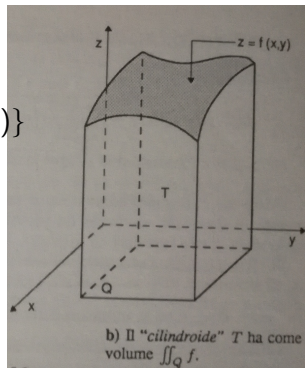 z
z = f (x,y)
)}
T
y
Q
x
b) Il "cilindroide" T ha come
volume ∬_Q f.